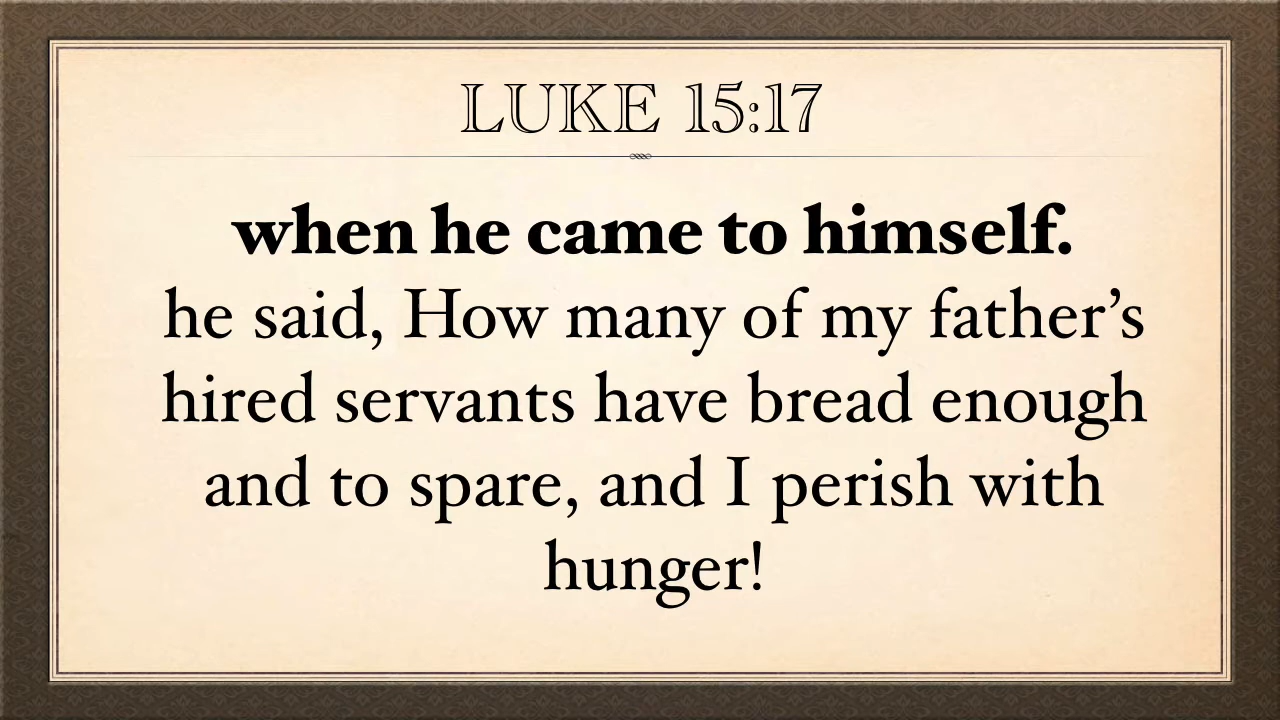 LUKE 15:17
when he came to himself.
he said, How many of my father’s
hired servants have bread enough
and to spare, and I perish with
hunger!